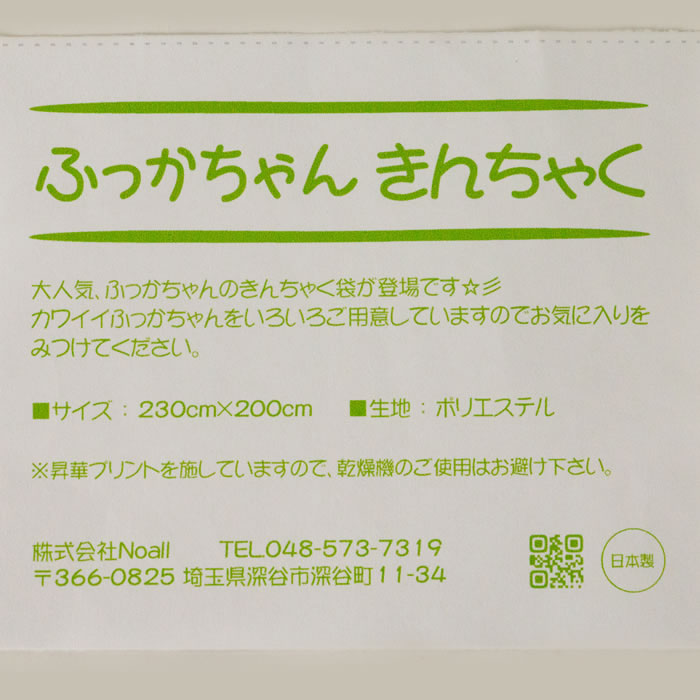 ふっかちゃん きんちゃく
大人気、ふっかちゃんのきんちゃく袋が登場です☆彡
カワイイふっかちゃんをいろいろご用意していますのでお気に入りを
みつけてください。
■サイズ：230cm×200cm ■生地：ポリエステル
※昇華プリントを施していますので、乾燥機のご使用はお避け下さい。
株式会社Noall TEL.048-573-7319
〒366-0825 埼玉県深谷市深谷町11-34
日本製